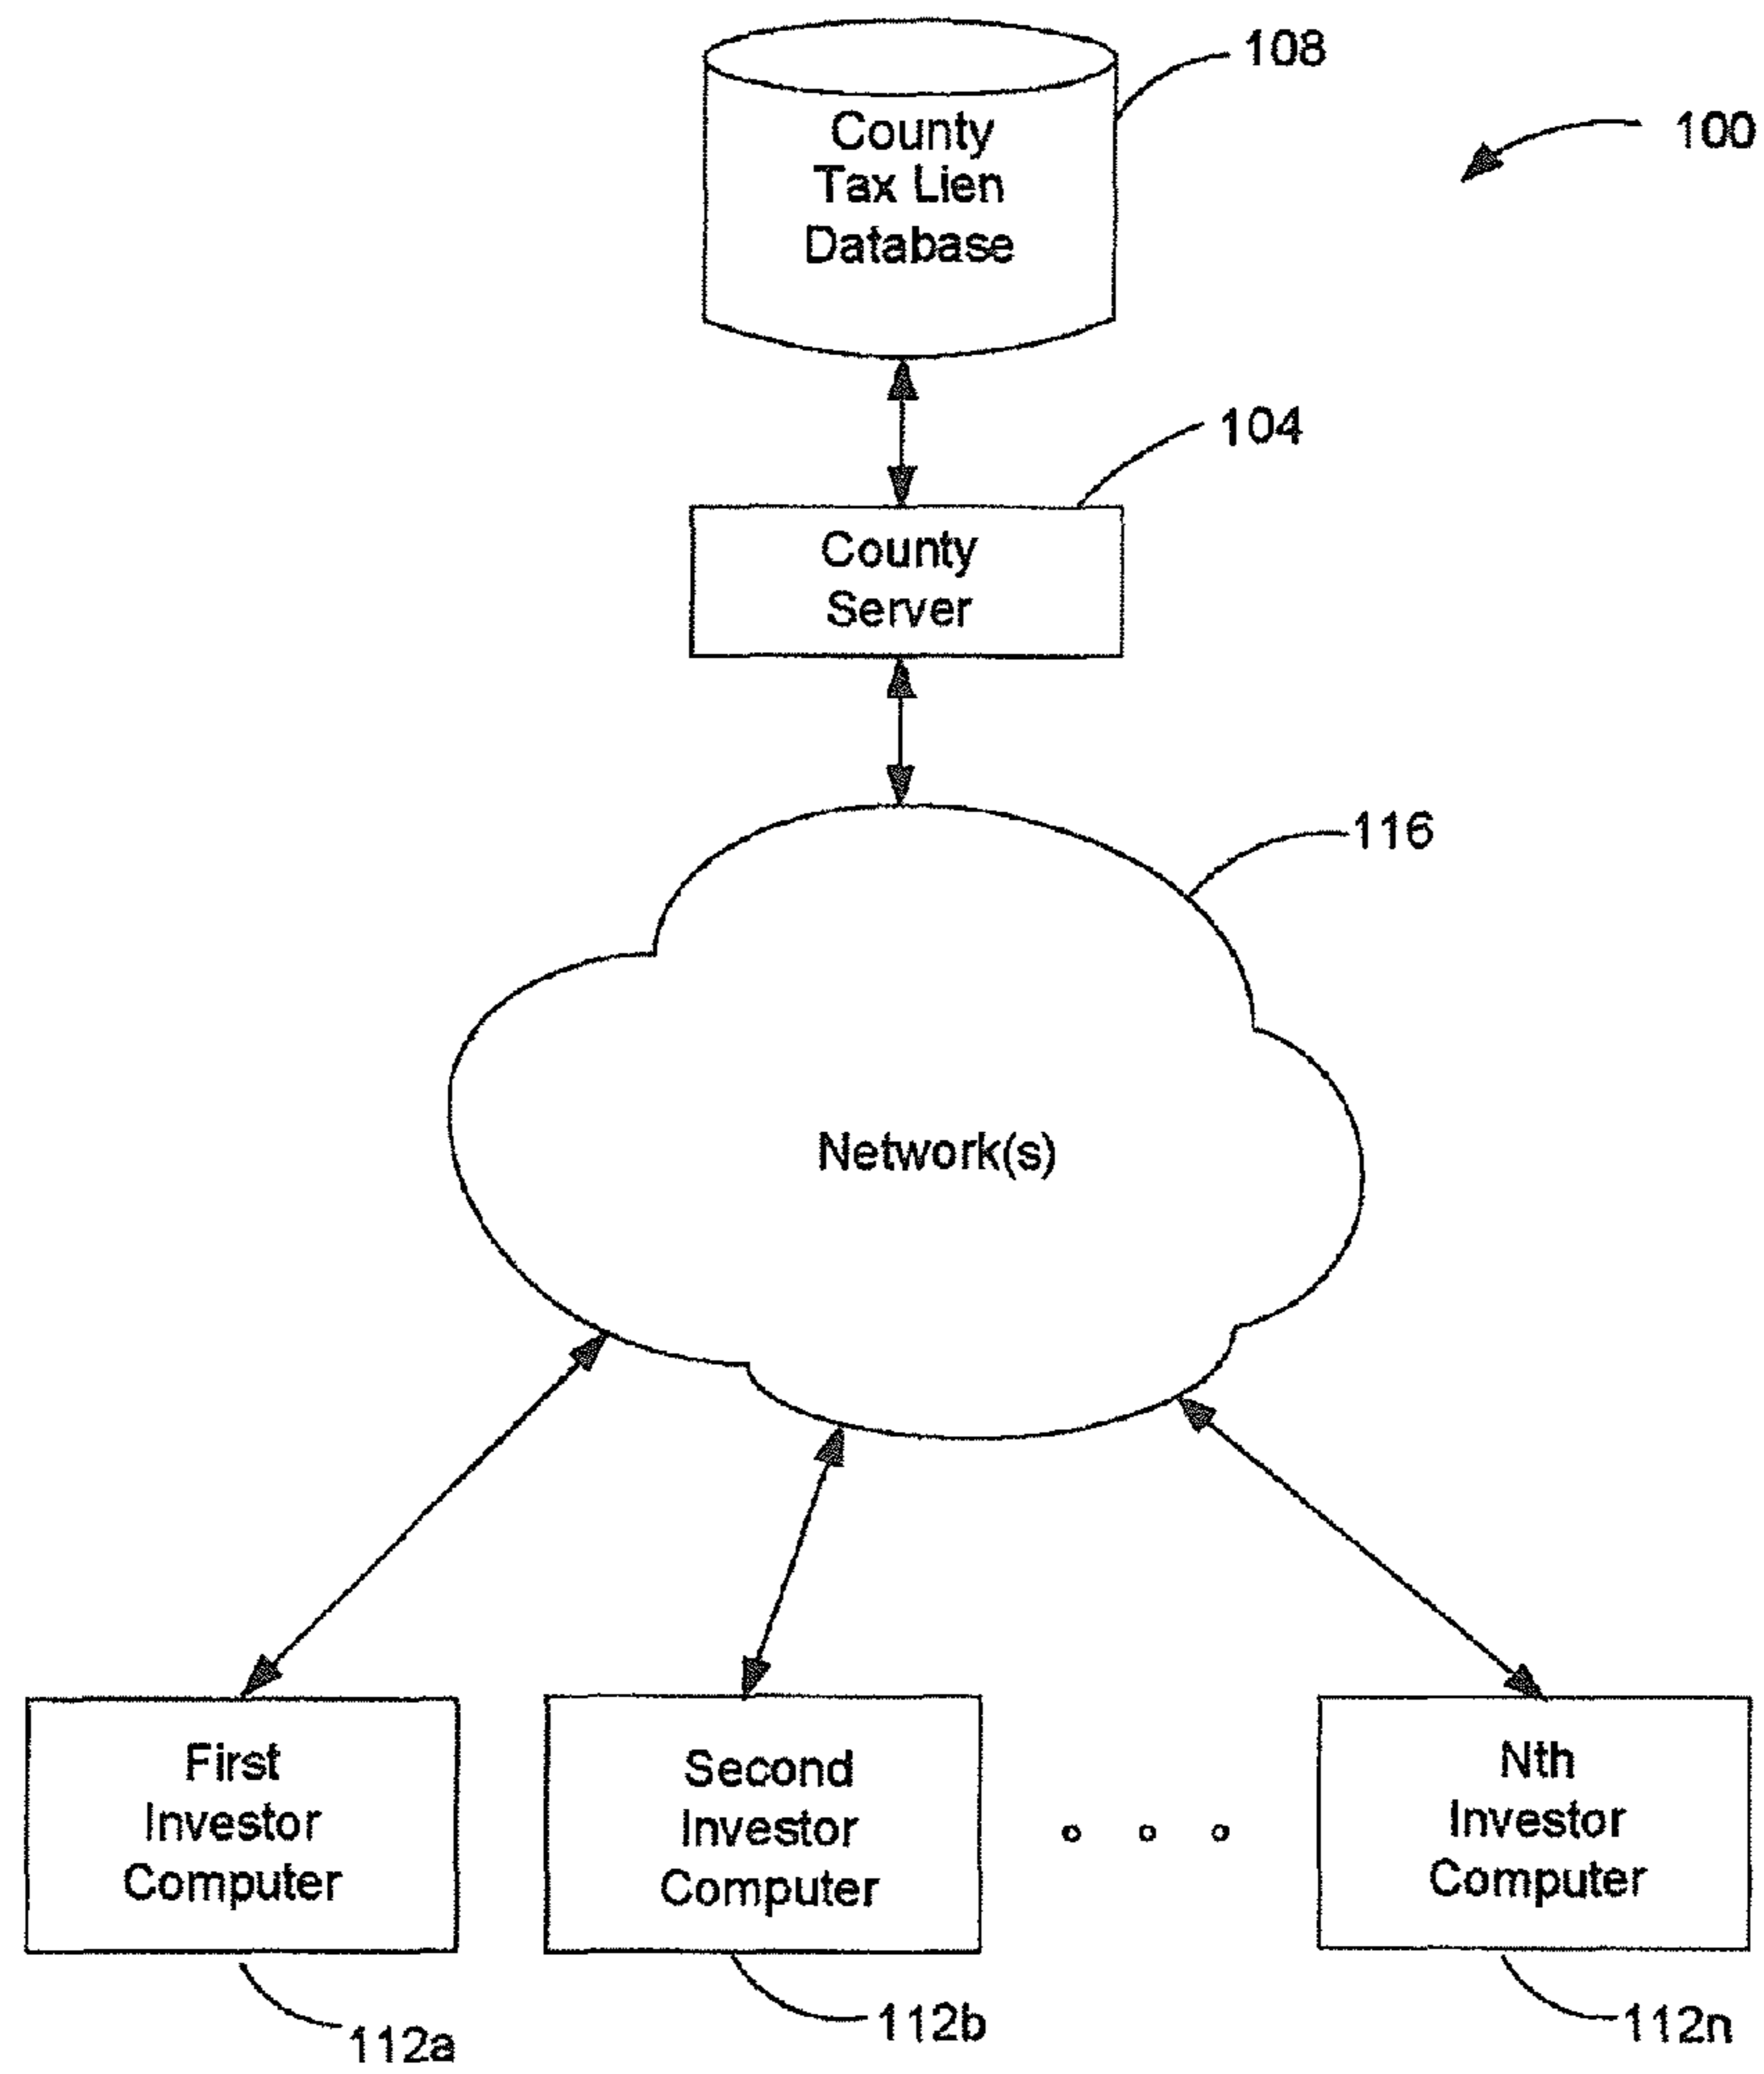 108
100
County
Tax Lien
Database
104
County
Server
116
Network(s)
First
Investor
Computer
Second
Investor
Computer
Nth
Investor
Computer
112a
112b
112n